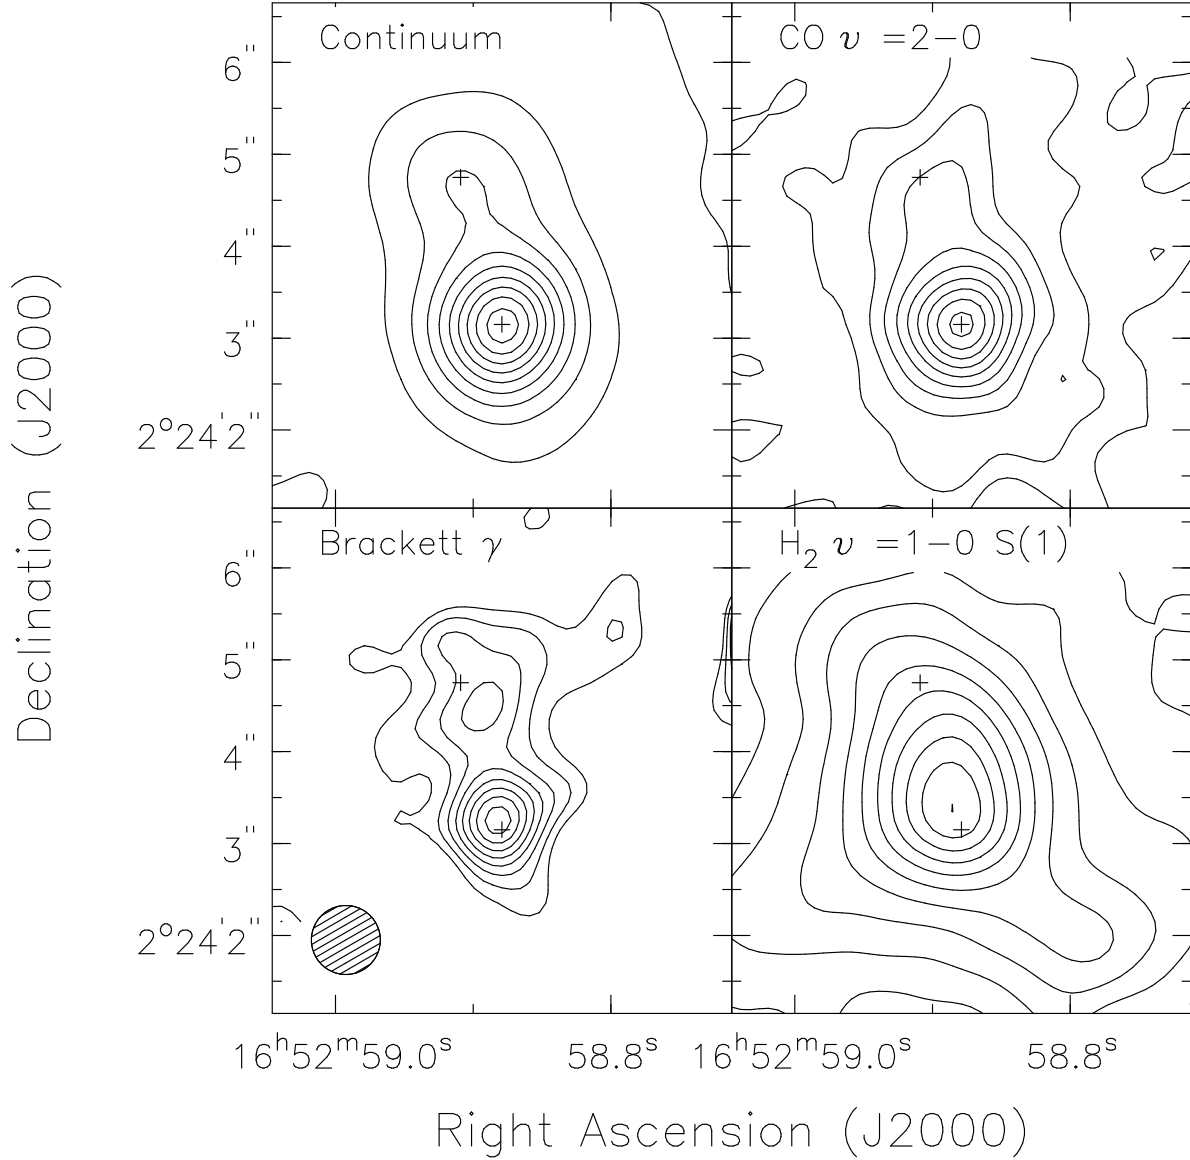 Continuum
CO v =2−0
6"
5"
4"
3"
2°24'2"
Brackett γ
H₂ v =1−0 S(1)
6"
5"
4"
3"
2°24'2"
Declination (J2000)
16ʰ52ᵐ59.0ˢ 58.8ˢ 16ʰ52ᵐ59.0ˢ 58.8ˢ
Right Ascension (J2000)